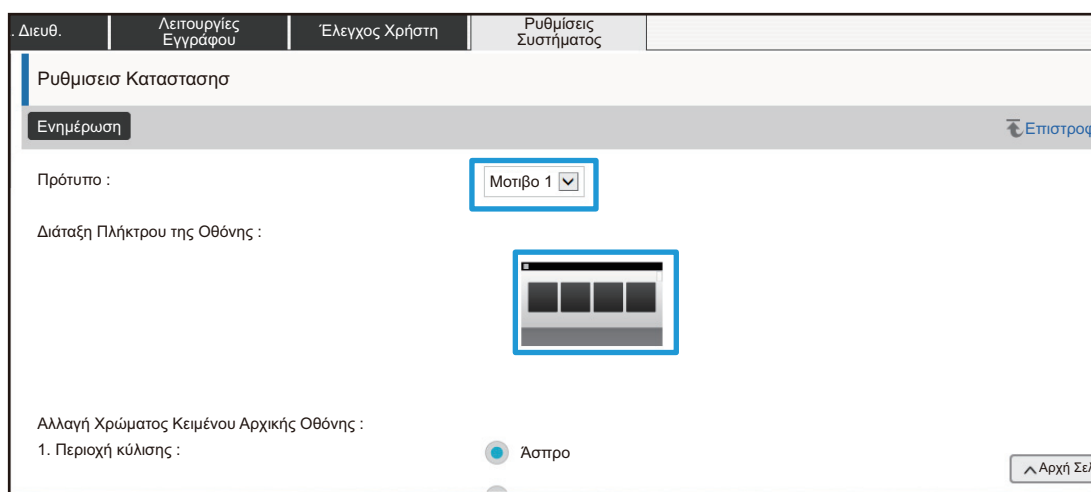 . Διευθ.
Λειτουργίες
Εγγράφου
Έλεγχος Χρήστη
Ρυθμίσεις
Συστήματος
Ρυθμισεισ Καταστασησ
Ενημέρωση
Επιστροφ
Πρότυπο :
Μοτιβο 1
Διάταξη Πλήκτρου της Οθόνης :
Αλλαγή Χρώματος Κειμένου Αρχικής Οθόνης :
1. Περιοχή κύλισης :
Άσπρο
Αρχή Σελ